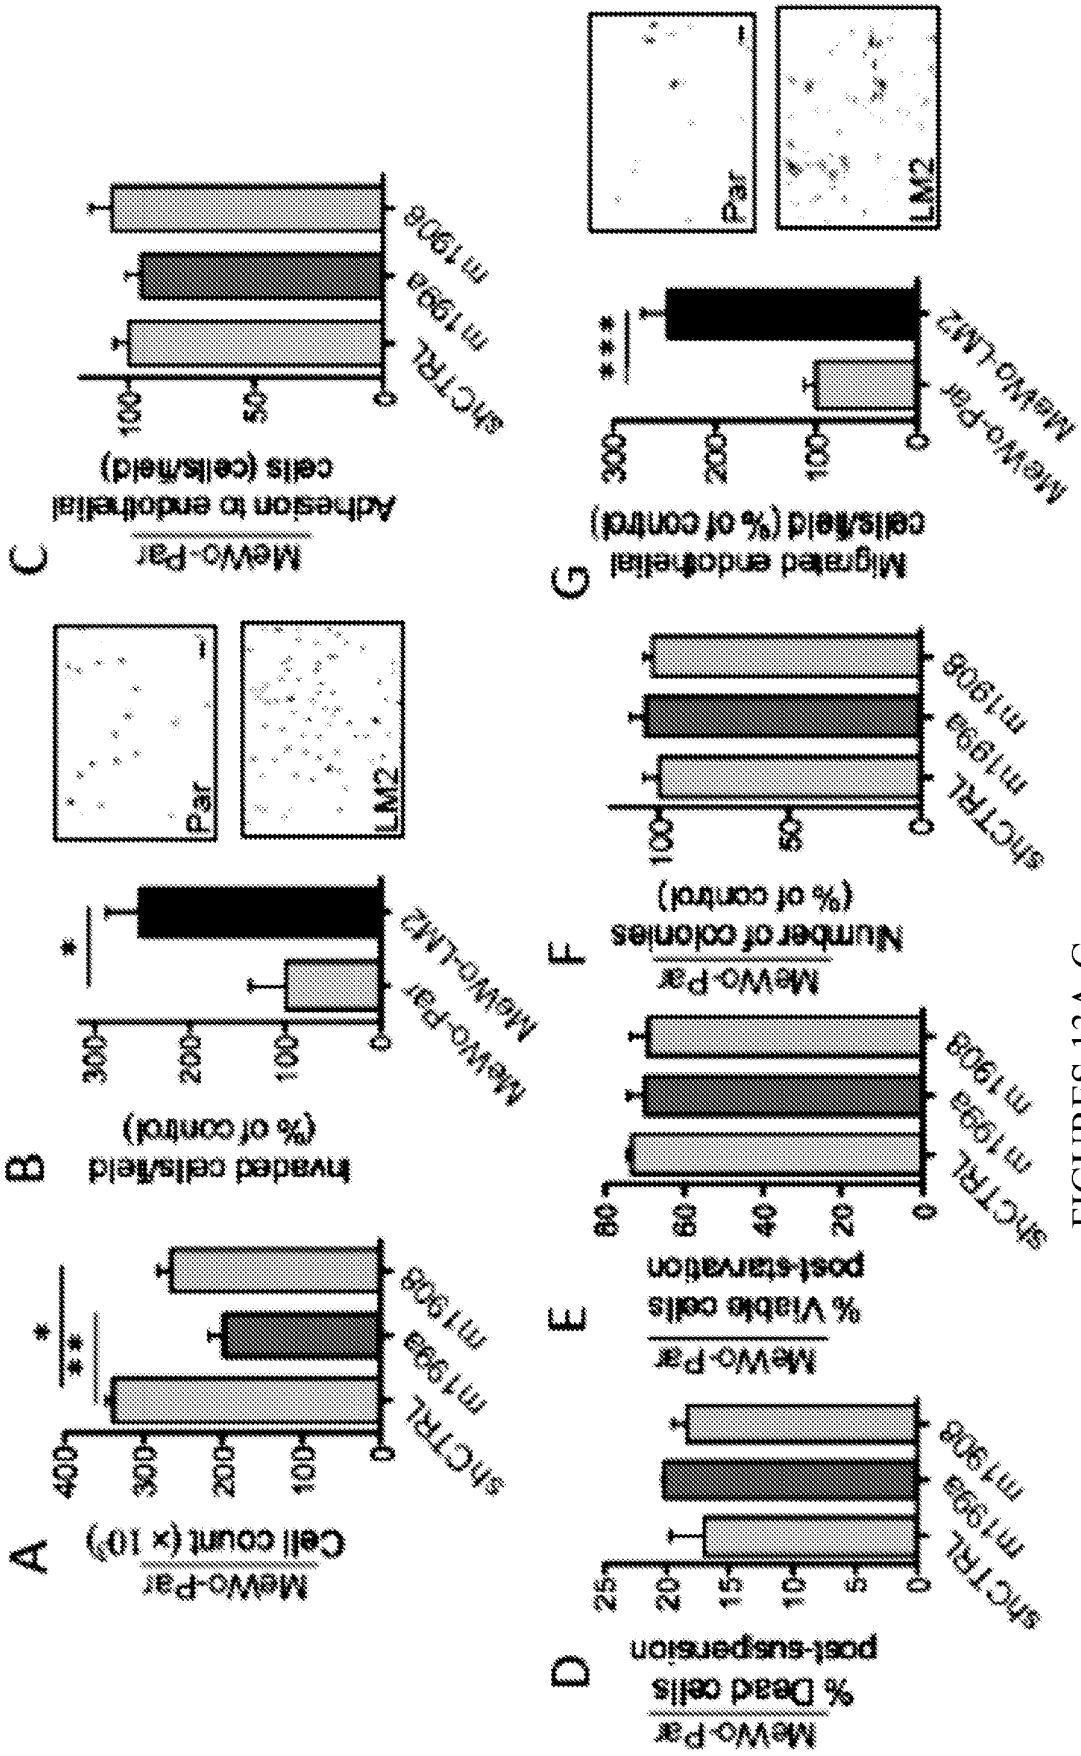 A
MeWo-Par
Cell count (x 10³)
400
300
200
100
0
*
**
shCTRL
m199a
m1908
B
Invaded cells/field
(% of control)
300
200
100
0
*
MeWo-Par
MeWo-LM2
Par
LM2
C
MeWo-Par
Adhesion to endothelial
cells (cells/field)
100
50
0
shCTRL
m199a
m1908
D
MeWo-Par
% Dead cells
post-suspension
25
20
15
10
5
0
shCTRL
m199a
m1908
E
MeWo-Par
% Viable cells
post-starvation
80
60
40
20
0
shCTRL
m199a
m1908
F
MeWo-Par
Number of colonies
(% of control)
100
50
0
shCTRL
m199a
m1908
G
Migrated endothelial
cells/field (% of control)
300
200
100
0
***
MeWo-Par
MeWo-LM2
Par
LM2
FIGURES 13 A-G